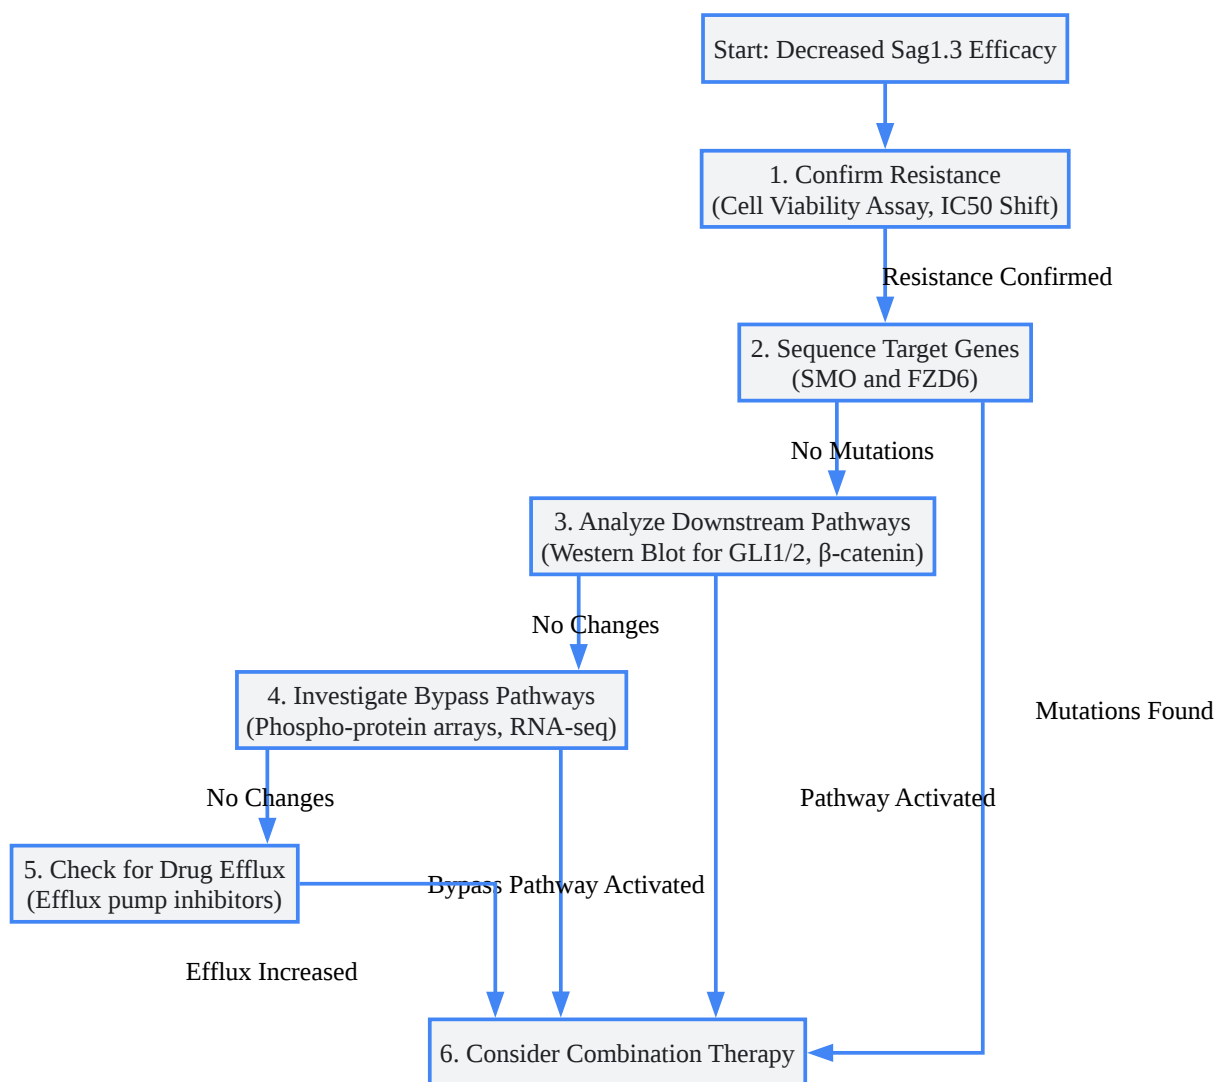 Start: Decreased Sag1.3 Efficacy
1. Confirm Resistance
(Cell Viability Assay, IC50 Shift)
Resistance Confirmed
2. Sequence Target Genes
(SMO and FZD6)
No Mutations
3. Analyze Downstream Pathways
(Western Blot for GLI1/2, β-catenin)
No Changes
4. Investigate Bypass Pathways
(Phospho-protein arrays, RNA-seq)
Mutations Found
No Changes
Pathway Activated
5. Check for Drug Efflux
(Efflux pump inhibitors)
Bypass Pathway Activated
Efflux Increased
6. Consider Combination Therapy